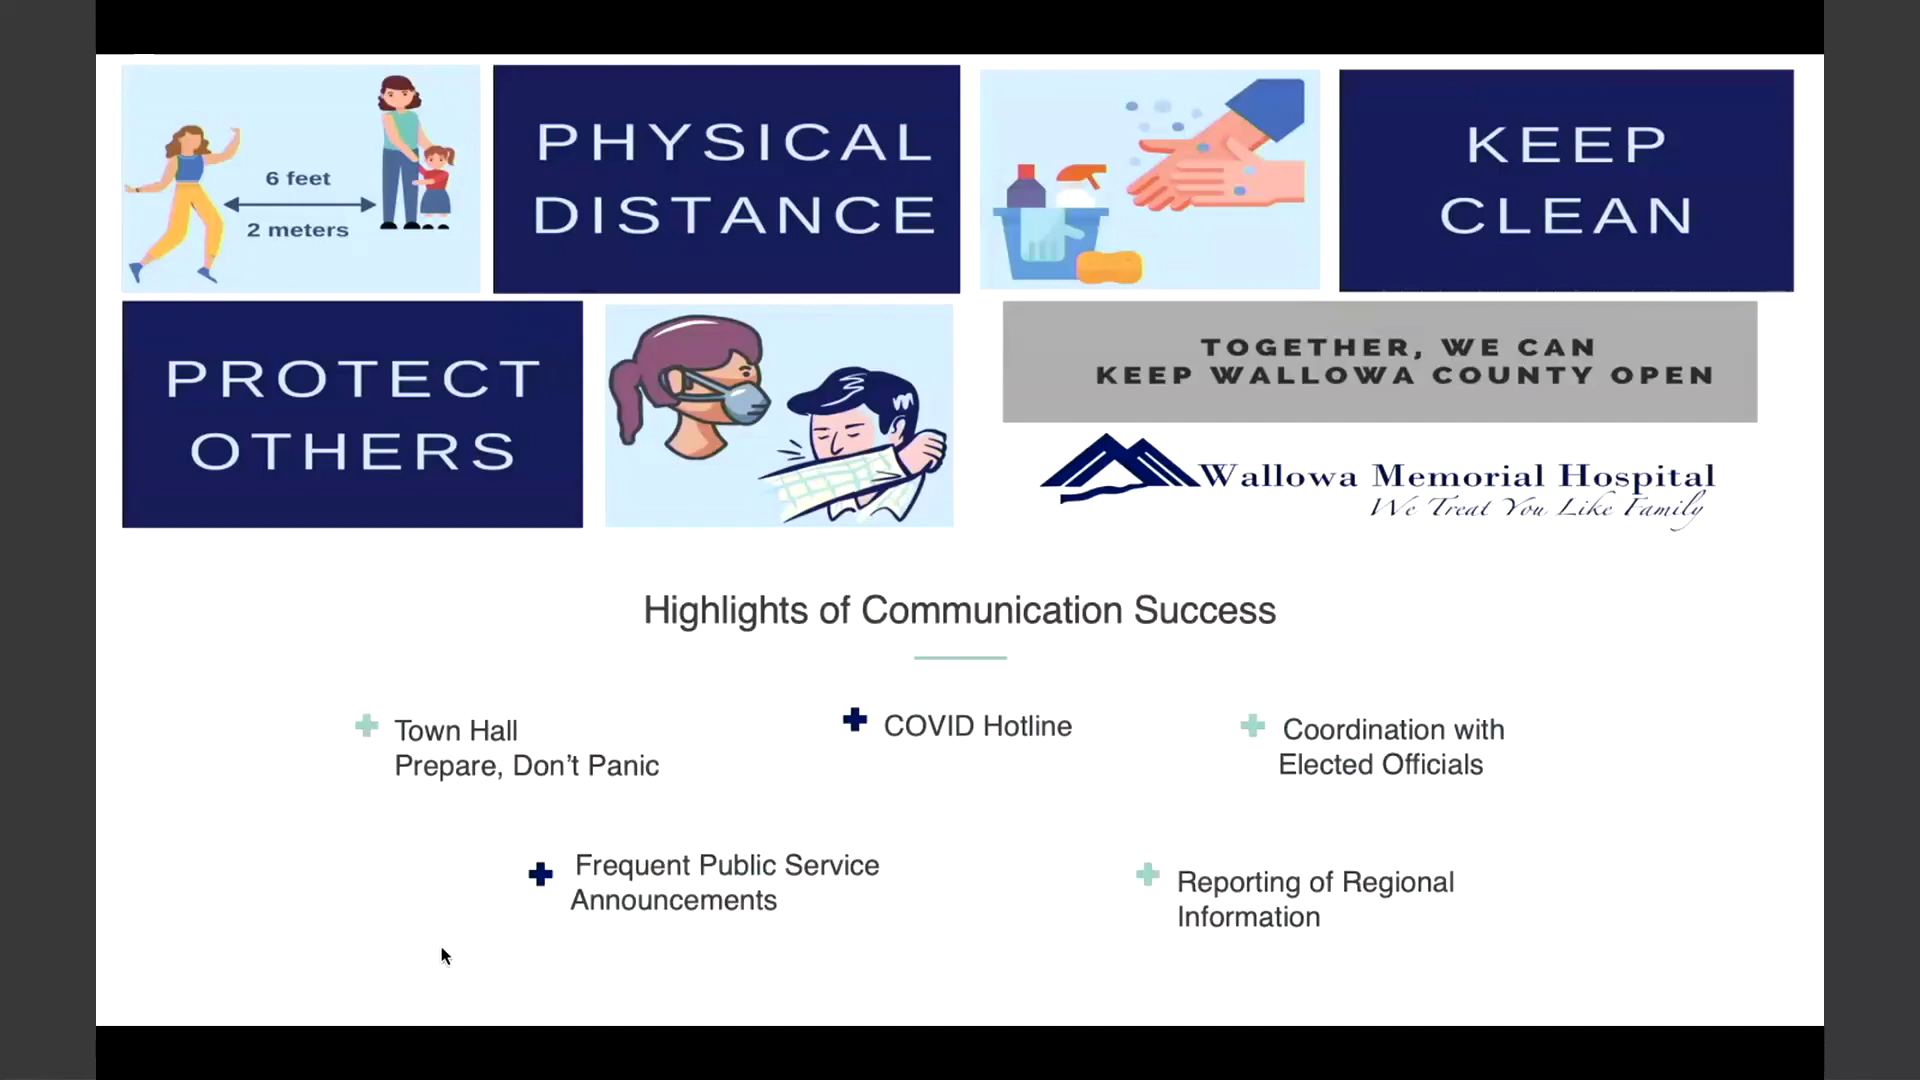 6 feet
2 meters
PHYSICAL
DISTANCE
KEEP
CLEAN
PROTECT
OTHERS
TOGETHER, WE CAN
KEEP WALLOWA COUNTY OPEN
Wallowa Memorial Hospital
We Treat You Like Family
Highlights of Communication Success
Town Hall
Prepare, Don’t Panic
COVID Hotline
Coordination with
Elected Officials
Frequent Public Service
Announcements
Reporting of Regional
Information